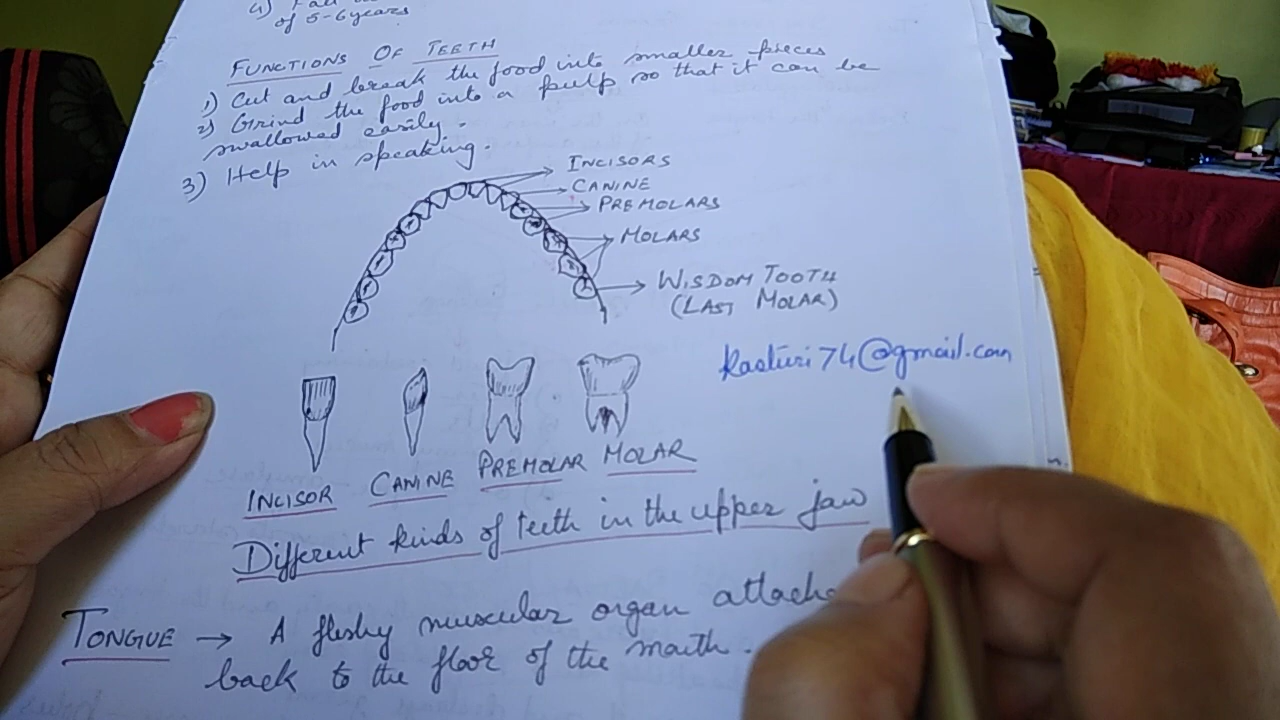 4)
of 5-6 years
FUNCTIONS OF TEETH
1) Cut and break the food into smaller pieces
2) Grind the food into a pulp so that it can be
swallowed easily.
3) Help in speaking.
INCISORS
CANINE
PREMOLARS
MOLARS
WISDOM TOOTH
(LAST MOLAR)
kasturi74@gmail.com
INCISOR CANINE PREMOLAR MOLAR
Different kinds of teeth in the upper jaw
TONGUE → A fleshy muscular organ attache
back to the floor of the mouth.